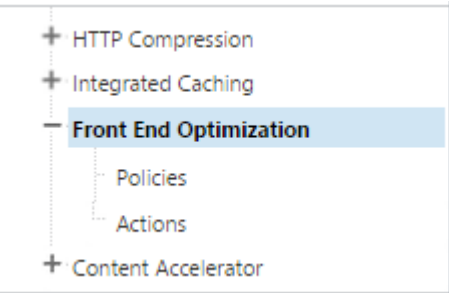 HTTP Compression
Integrated Caching
Front End Optimization
Policies
Actions
Content Accelerator